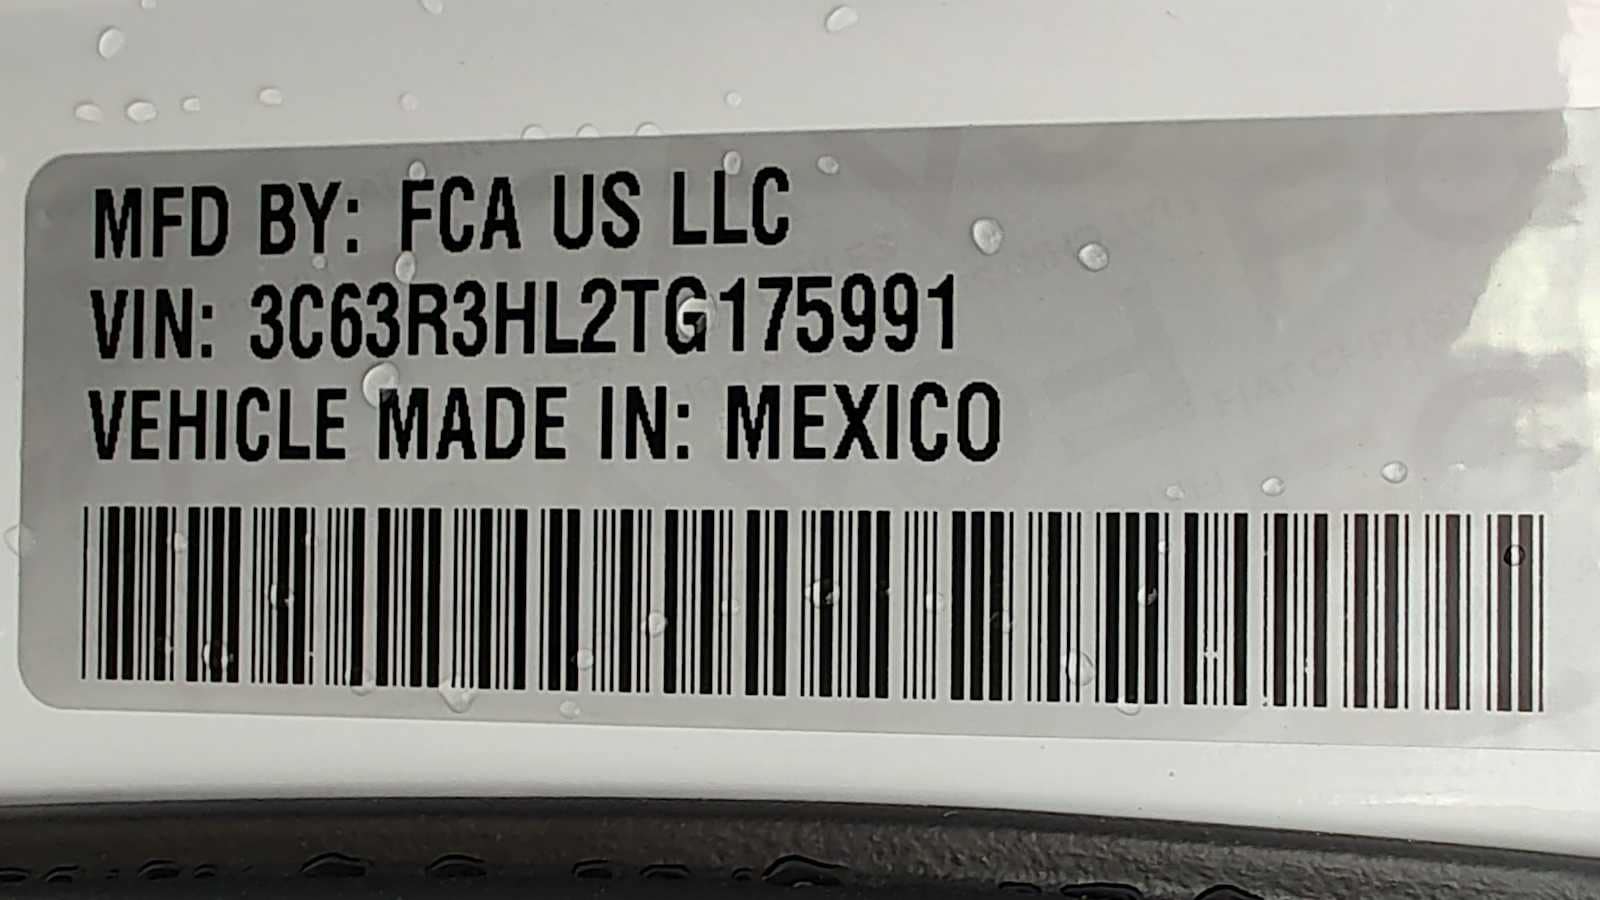 MFD BY: FCA US LLC
VIN: 3C63R3HL2TG175991
VEHICLE MADE IN: MEXICO